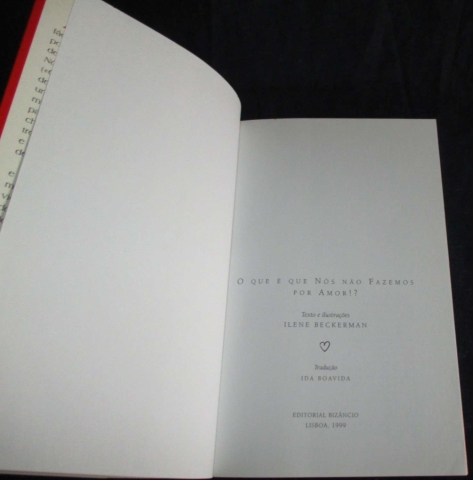 O QUE É QUE NÓS NÃO FAZEMOS
POR AMOR!?
Texto e ilustrações
ILENE BECKERMAN
Tradução
IDA BOAVIDA
EDITORIAL BIZÂNCIO
LISBOA, 1999